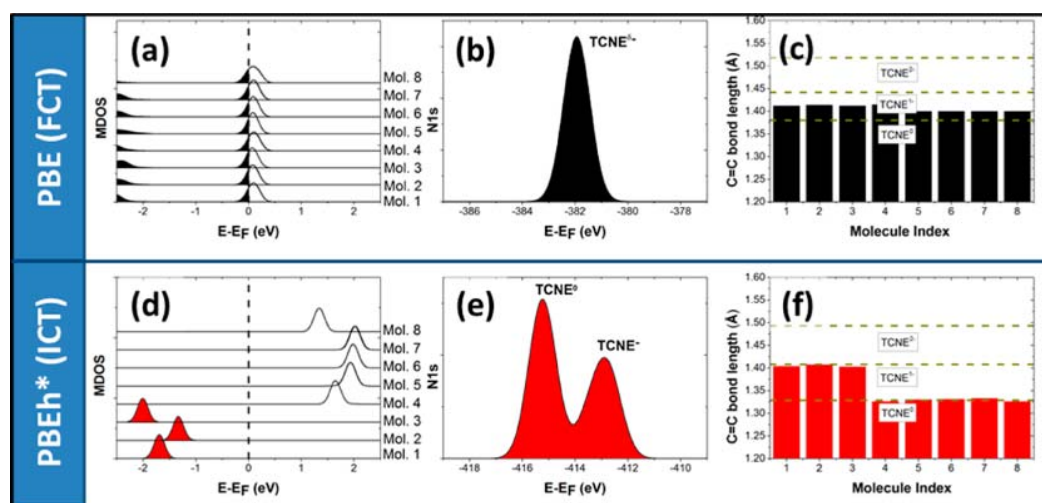 PBE (FCT)
(a)
MDOS
Mol. 8
Mol. 7
Mol. 6
Mol. 5
Mol. 4
Mol. 3
Mol. 2
Mol. 1
-2 -1 0 1 2
E-EF (eV)
(b)
TCNEδ-
N1s
-386 -384 -382 -380 -378
E-EF (eV)
(c)
C=C bond length (Å)
1.60
1.55
1.50
1.45
1.40
1.35
1.30
1.25
1.20
TCNE2-
TCNE1-
TCNE0
1 2 3 4 5 6 7 8
Molecule Index
PBEh* (ICT)
(d)
MDOS
Mol. 8
Mol. 7
Mol. 6
Mol. 5
Mol. 4
Mol. 3
Mol. 2
Mol. 1
-2 -1 0 1 2
E-EF (eV)
(e)
TCNE0
TCNE-
N1s
-418 -416 -414 -412 -410
E-EF (eV)
(f)
C=C bond length (Å)
1.60
1.55
1.50
1.45
1.40
1.35
1.30
1.25
1.20
TCNE2-
TCNE1-
TCNE0
1 2 3 4 5 6 7 8
Molecule Index